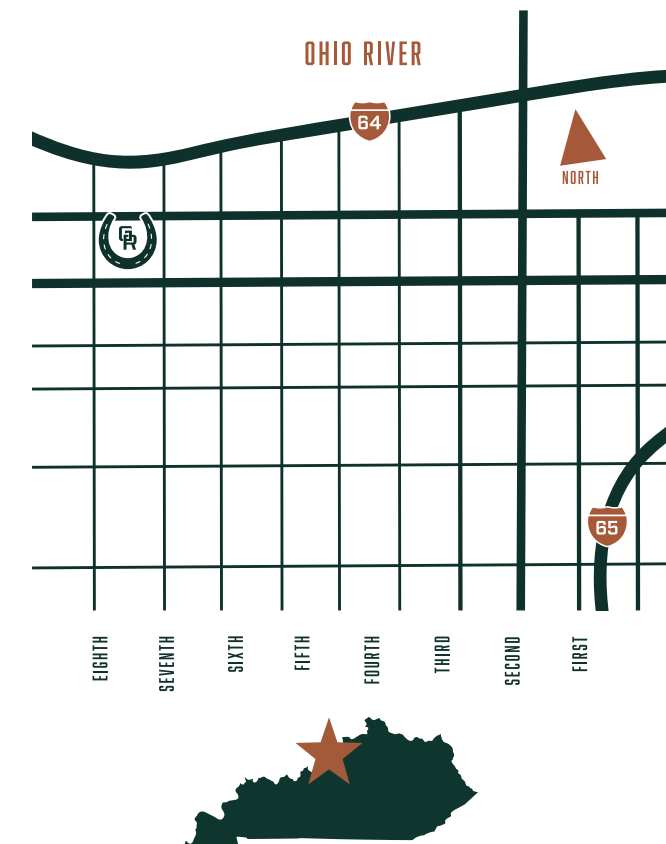 OHIO RIVER
64
NORTH
GR
65
EIGHTH
SEVENTH
SIXTH
FIFTH
FOURTH
THIRD
SECOND
FIRST